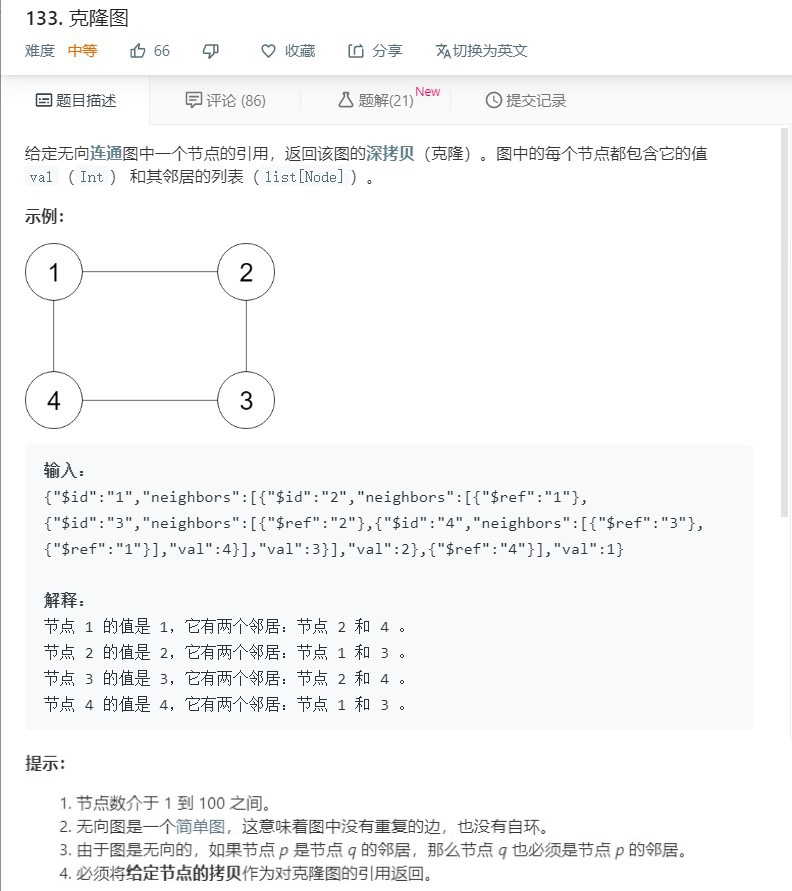 133. 克隆图
难度 中等 66 收藏 分享 切换为英文
题目描述 评论 (86) 题解(21) New 提交记录
给定无向连通图中一个节点的引用，返回该图的深拷贝（克隆）。图中的每个节点都包含它的值
val（Int） 和其邻居的列表（list[Node]）。
示例：
1 2
4 3
输入：
{"$id":"1","neighbors":[{"$id":"2","neighbors":[{"$ref":"1"},
{"$id":"3","neighbors":[{"$ref":"2"},{"$id":"4","neighbors":[{"$ref":"3"},
{"$ref":"1"}],"val":4}],"val":3}],"val":2},{"$ref":"4"}],"val":1}
解释：
节点 1 的值是 1，它有两个邻居：节点 2 和 4 。
节点 2 的值是 2，它有两个邻居：节点 1 和 3 。
节点 3 的值是 3，它有两个邻居：节点 2 和 4 。
节点 4 的值是 4，它有两个邻居：节点 1 和 3 。
提示：
1. 节点数介于 1 到 100 之间。
2. 无向图是一个简单图，这意味着图中没有重复的边，也没有自环。
3. 由于图是无向的，如果节点 p 是节点 q 的邻居，那么节点 q 也必须是节点 p 的邻居。
4. 必须将给定节点的拷贝作为对克隆图的引用返回。